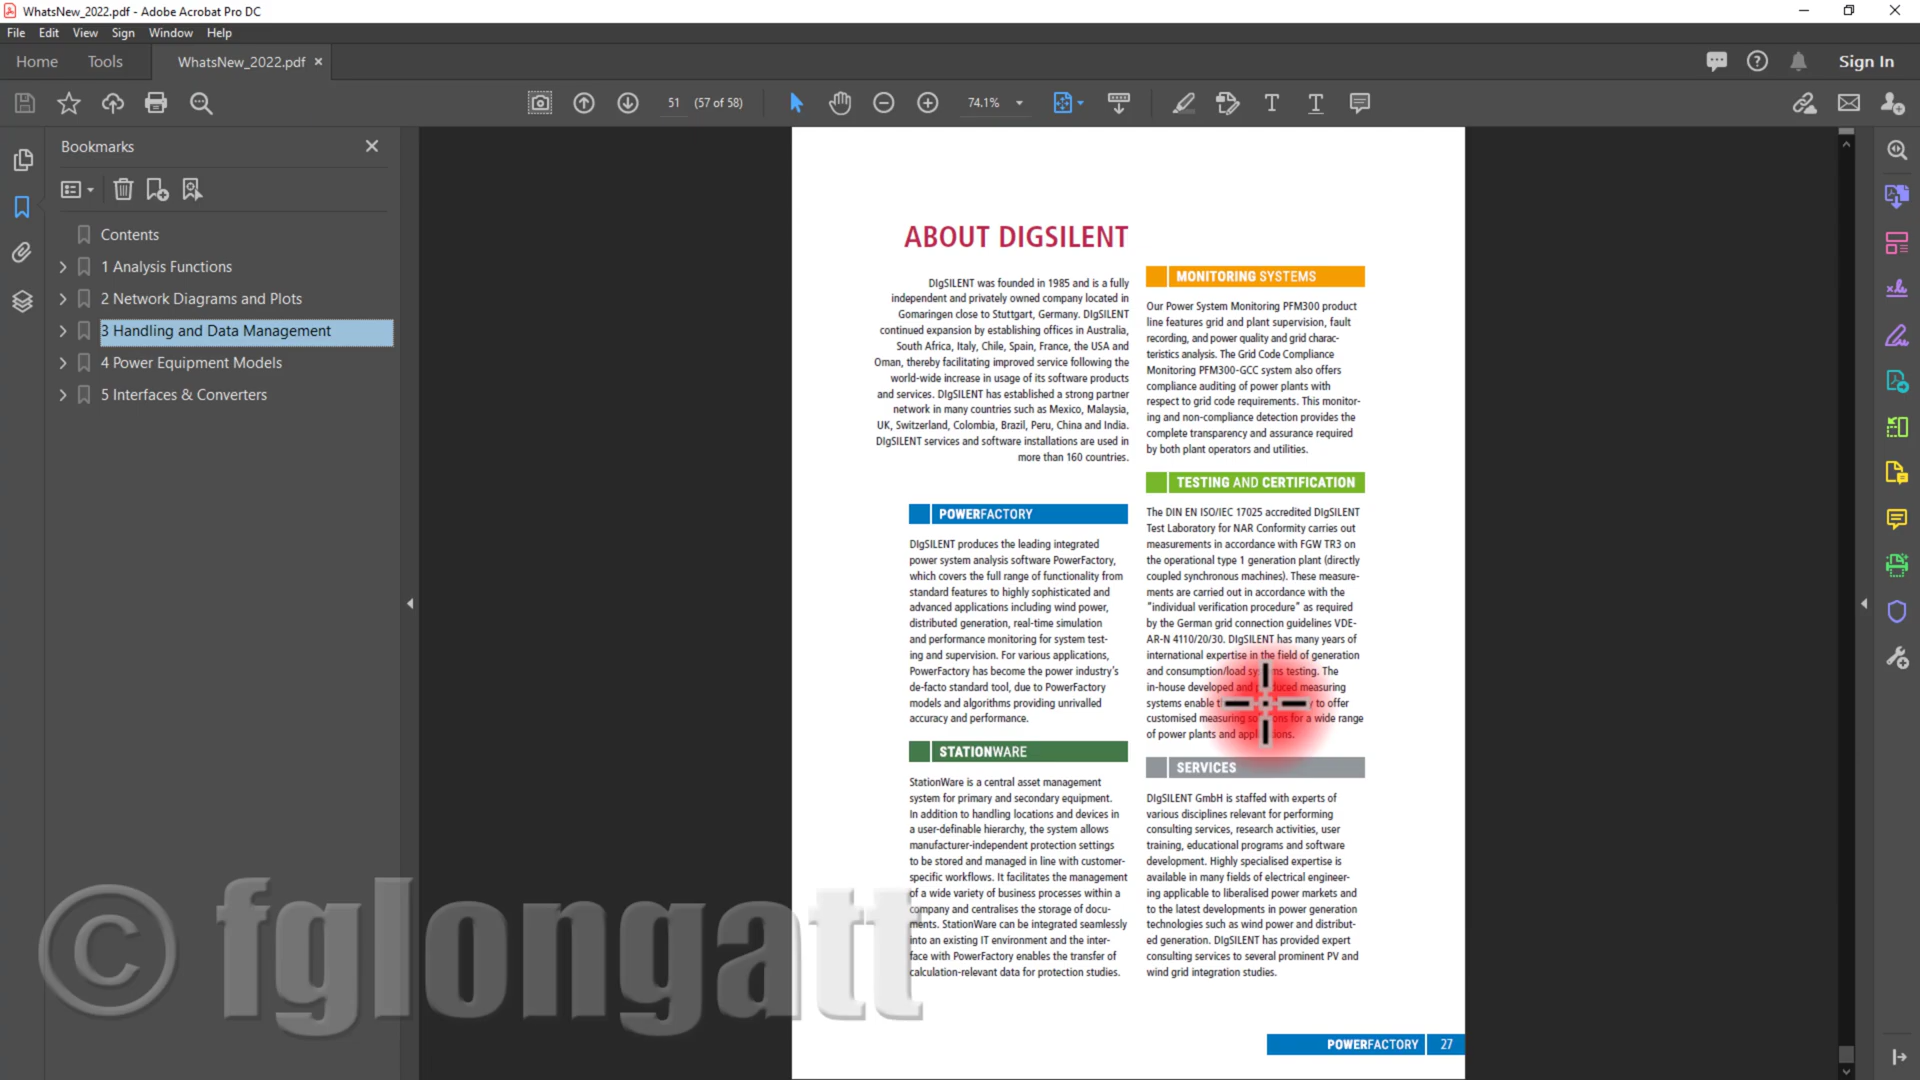 WhatsNew_2022.pdf - Adobe Acrobat Pro DC
File Edit View Sign Window Help
Home Tools WhatsNew_2022.pdf × Sign In
51 (57 of 58) 74.1%
Bookmarks
Contents
1 Analysis Functions
2 Network Diagrams and Plots
3 Handling and Data Management
4 Power Equipment Models
5 Interfaces & Converters
ABOUT DIGSILENT
DIgSILENT was founded in 1985 and is a fully
independent and privately owned company located in
Gomaringen close to Stuttgart, Germany. DIgSILENT
continued expansion by establishing offices in Australia,
South Africa, Italy, Chile, Spain, France, the USA and
Oman, thereby facilitating improved service following the
world-wide increase in usage of its software products
and services. DIgSILENT has established a strong partner
network in many countries such as Mexico, Malaysia,
UK, Switzerland, Colombia, Brazil, Peru, China and India.
DIgSILENT services and software installations are used in
more than 160 countries.
POWERFACTORY
DIgSILENT produces the leading integrated
power system analysis software PowerFactory,
which covers the full range of functionality from
standard features to highly sophisticated and
advanced applications including wind power,
distributed generation, real-time simulation
and performance monitoring for system test-
ing and supervision. For various applications,
PowerFactory has become the power industry's
de-facto standard tool, due to PowerFactory
models and algorithms providing unrivalled
accuracy and performance.
STATIONWARE
StationWare is a central asset management
system for primary and secondary equipment.
In addition to handling locations and devices in
a user-definable hierarchy, the system allows
manufacturer-independent protection settings
to be stored and managed in line with customer-
specific workflows. It facilitates the management
of a wide variety of business processes within a
company and centralises the storage of docu-
ments. StationWare can be integrated seamlessly
into an existing IT environment and the inter-
face with PowerFactory enables the transfer of
calculation-relevant data for protection studies.
MONITORING SYSTEMS
Our Power System Monitoring PFM300 product
line features grid and plant supervision, fault
recording, and power quality and grid charac-
teristics analysis. The Grid Code Compliance
Monitoring PFM300-GCC system also offers
compliance auditing of power plants with
respect to grid code requirements. This monitor-
ing and non-compliance detection provides the
complete transparency and assurance required
by both plant operators and utilities.
TESTING AND CERTIFICATION
The DIN EN ISO/IEC 17025 accredited DIgSILENT
Test Laboratory for NAR Conformity carries out
measurements in accordance with FGW TR3 on
the operational type 1 generation plant (directly
coupled synchronous machines). These measure-
ments are carried out in accordance with the
"individual verification procedure" as required
by the German grid connection guidelines VDE-
AR-N 4110/20/30. DIgSILENT has many years of
international expertise in the field of generation
and consumption/load systems testing. The
in-house developed and produced measuring
systems enable to offer
customised measuring solutions for a wide range
of power plants and applications.
SERVICES
DIgSILENT GmbH is staffed with experts of
various disciplines relevant for performing
consulting services, research activities, user
training, educational programs and software
development. Highly specialised expertise is
available in many fields of electrical engineer-
ing applicable to liberalised power markets and
to the latest developments in power generation
technologies such as wind power and distribut-
ed generation. DIgSILENT has provided expert
consulting services to several prominent PV and
wind grid integration studies.
POWERFACTORY 27
© fglongatt